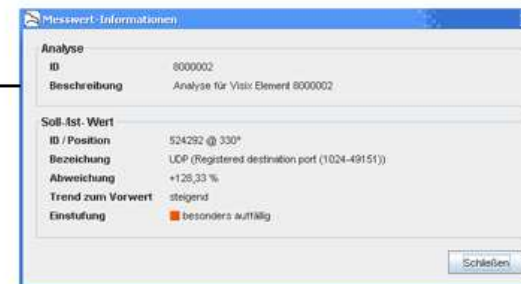 Messwert-Informationen
Analyse
ID 8000002
Beschreibung Analyse für Visix Element 8000002
Soll-/Ist- Wert
ID / Position 524292 @ 330°
Bezeichung UDP (Registered destination port (1024-49151))
Abweichung +128,33 %
Trend zum Vorwert steigend
Einstufung besonders auffällig
Schließen